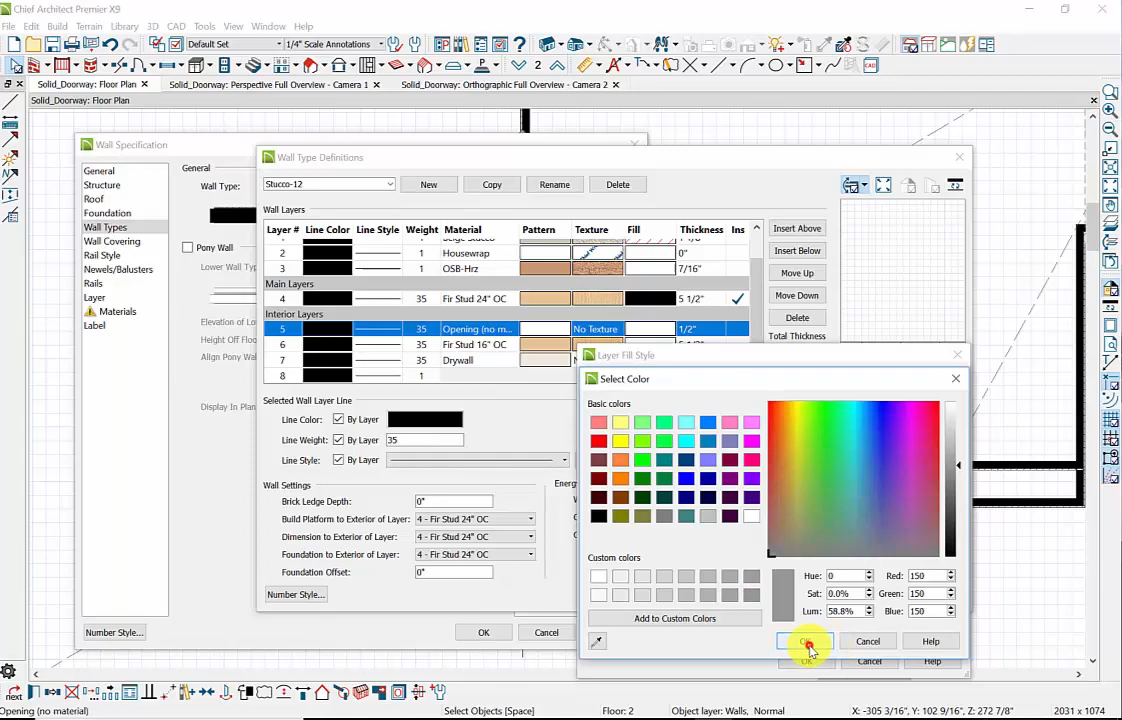 Chief Architect Premier X9
File Edit Build Terrain Library 3D CAD Tools View Window Help
Default Set 1/4" Scale Annotations
2
Solid_Doorway: Floor Plan Solid_Doorway: Perspective Full Overview - Camera 1 Solid_Doorway: Orthographic Full Overview - Camera 2
Solid_Doorway: Floor Plan
Wall Specification
General
Structure
Roof
Foundation
Wall Types
Wall Covering
Rail Style
Newels/Balusters
Rails
Layer
Materials
Label
General
Wall Type:
Pony Wall
Lower Wall Typ
Elevation of Lo
Height Off Floo
Align Pony Wal
Display In Plan
Number Style...
OK Cancel
Wall Type Definitions
Stucco-12 New Copy Rename Delete
Wall Layers
Layer # Line Color Line Style Weight Material Pattern Texture Fill Thickness Ins
2 1 Housewrap 0"
3 1 OSB-Hrz 7/16"
Main Layers
4 35 Fir Stud 24" OC 5 1/2"
Interior Layers
5 35 Opening (no m... No Texture 1/2"
6 35 Fir Stud 16" OC
7 35 Drywall
8 1
Insert Above
Insert Below
Move Up
Move Down
Delete
Total Thickness
Selected Wall Layer Line
Line Color: By Layer
Line Weight: By Layer 35
Line Style: By Layer
Wall Settings
Brick Ledge Depth: 0"
Build Platform to Exterior of Layer: 4 - Fir Stud 24" OC
Dimension to Exterior of Layer: 4 - Fir Stud 24" OC
Foundation to Exterior of Layer: 4 - Fir Stud 24" OC
Foundation Offset: 0"
Number Style...
Energy
Layer Fill Style
Select Color
Basic colors
Custom colors
Hue: 0 Red: 150
Sat: 0.0% Green: 150
Lum: 58.8% Blue: 150
Add to Custom Colors
OK Cancel Help
OK Cancel Help
next
Opening (no material) Select Objects [Space] Floor: 2 Object layer: Walls, Normal X: -305 3/16", Y: 102 9/16", Z: 272 7/8" 2031 x 1074